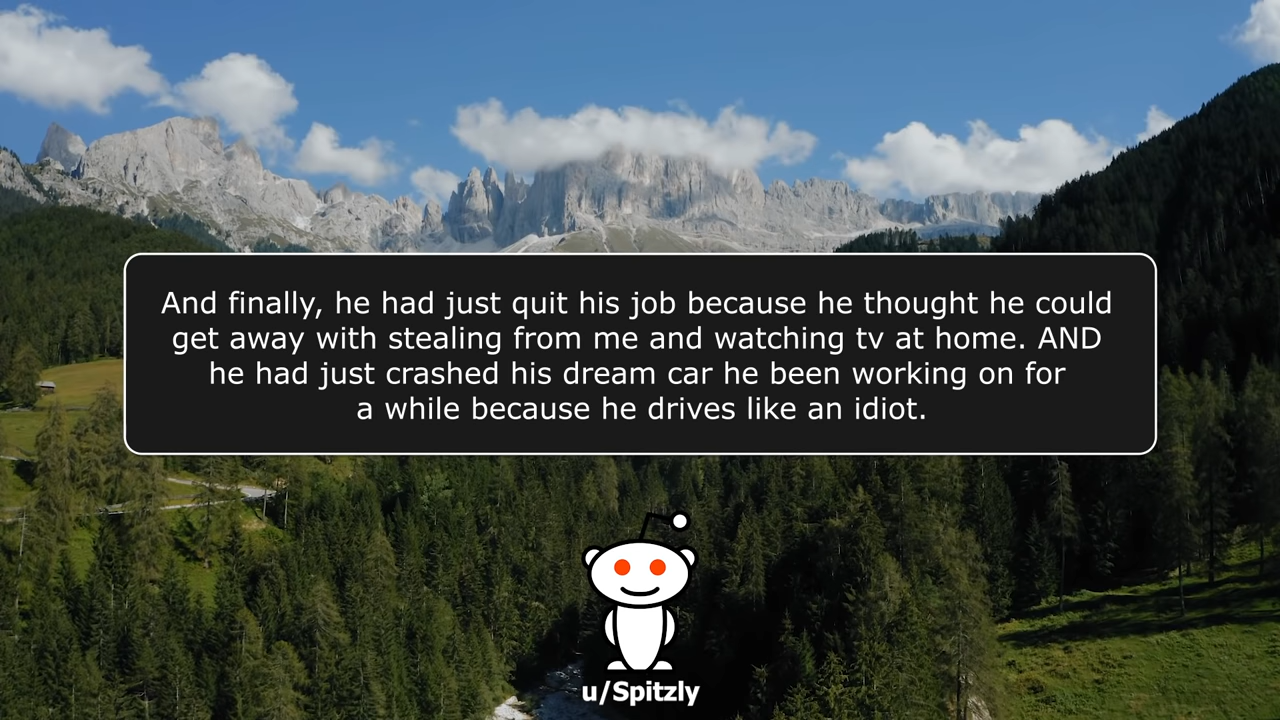 And finally, he had just quit his job because he thought he could
get away with stealing from me and watching tv at home. AND
he had just crashed his dream car he been working on for
a while because he drives like an idiot.
u/Spitzly